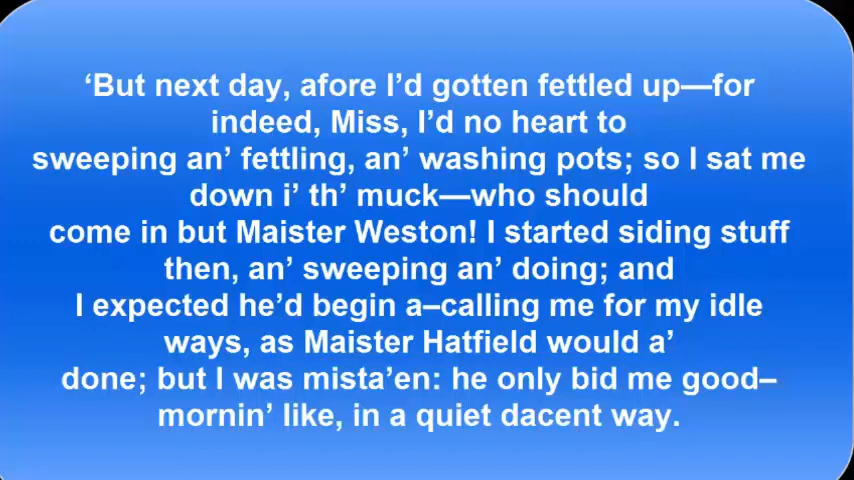 ‘But next day, afore I’d gotten fettled up—for
indeed, Miss, I’d no heart to
sweeping an’ fettling, an’ washing pots; so I sat me
down i’ th’ muck—who should
come in but Maister Weston! I started siding stuff
then, an’ sweeping an’ doing; and
I expected he’d begin a–calling me for my idle
ways, as Maister Hatfield would a’
done; but I was mista’en: he only bid me good–
mornin’ like, in a quiet dacent way.